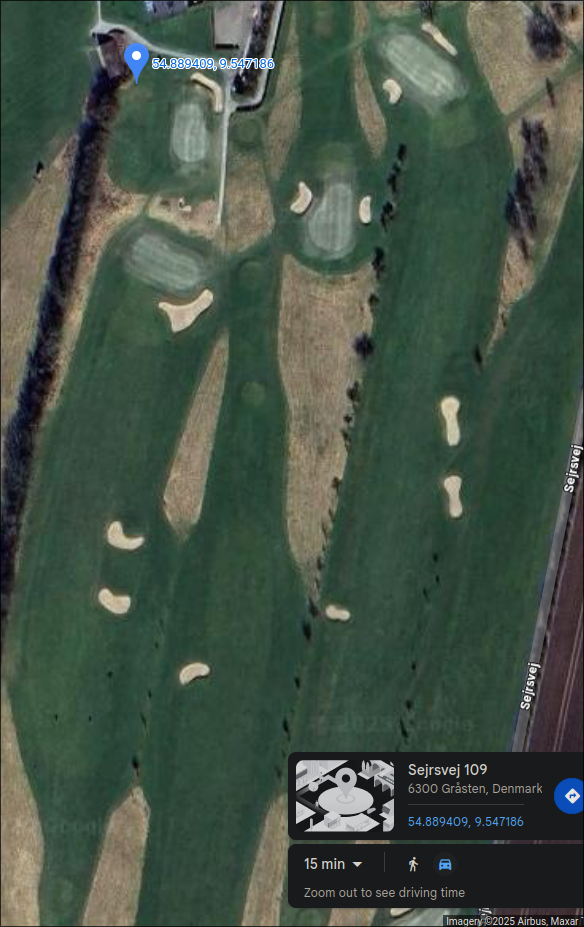 54.889409, 9.547186
Sejrsvej
Sejrsvej
Sejrsvej 109
6300 Gråsten, Denmark
54.889409, 9.547186
15 min
Zoom out to see driving time
Imagery ©2025 Airbus, Maxar